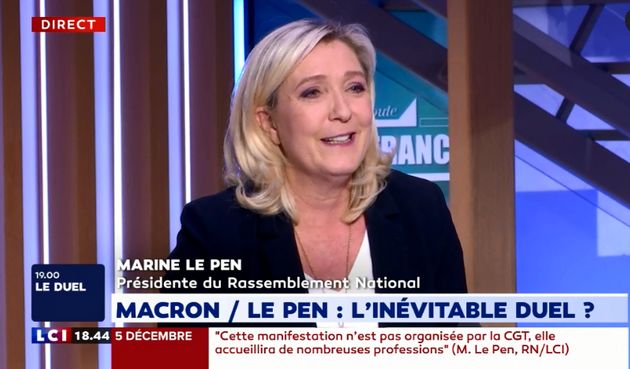 DIRECT
onde
FRANC
MARINE LE PEN
Présidente du Rassemblement National
19.00
LE DUEL
MACRON / LE PEN : L'INÉVITABLE DUEL ?
LCI 18.44 5 DÉCEMBRE
"Cette manifestation n'est pas organisée par la CGT, elle
accueillira de nombreuses professions" (M. Le Pen, RN/LCI)